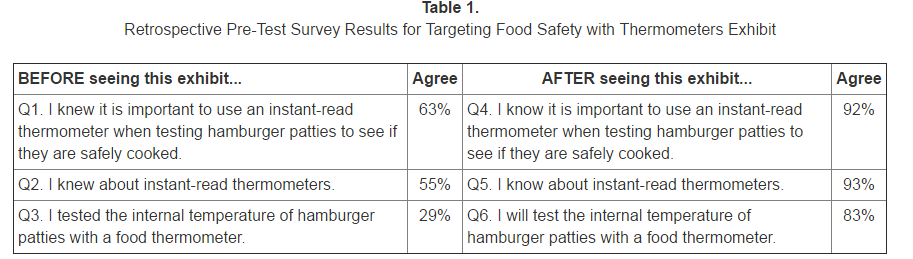 Table 1.
Retrospective Pre-Test Survey Results for Targeting Food Safety with Thermometers Exhibit
BEFORE seeing this exhibit... Agree AFTER seeing this exhibit... Agree
Q1. I knew it is important to use an instant-read 63% Q4. I know it is important to use an instant-read 92%
thermometer when testing hamburger patties to see if thermometer when testing hamburger patties to
they are safely cooked. see if they are safely cooked.
Q2. I knew about instant-read thermometers. 55% Q5. I know about instant-read thermometers. 93%
Q3. I tested the internal temperature of hamburger 29% Q6. I will test the internal temperature of 83%
patties with a food thermometer. hamburger patties with a food thermometer.